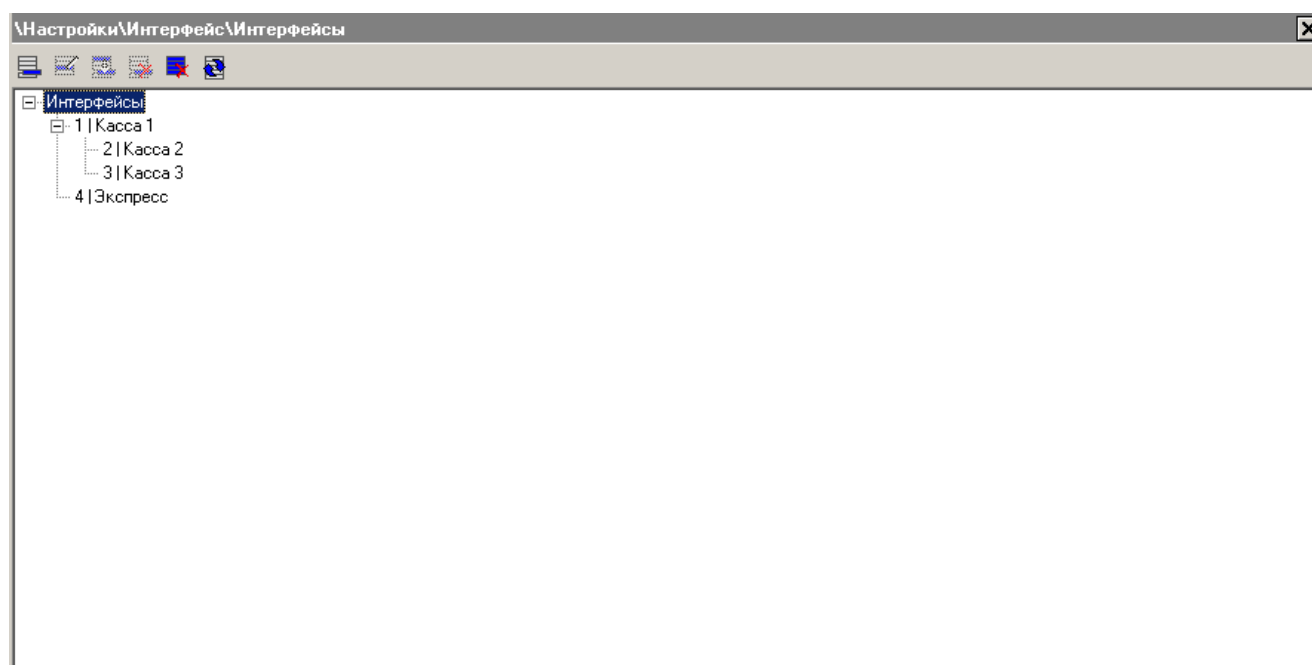 \Настройки\Интерфейс\Интерфейсы
Интерфейсы
1 | Касса 1
2 | Касса 2
3 | Касса 3
4 | Экспресс